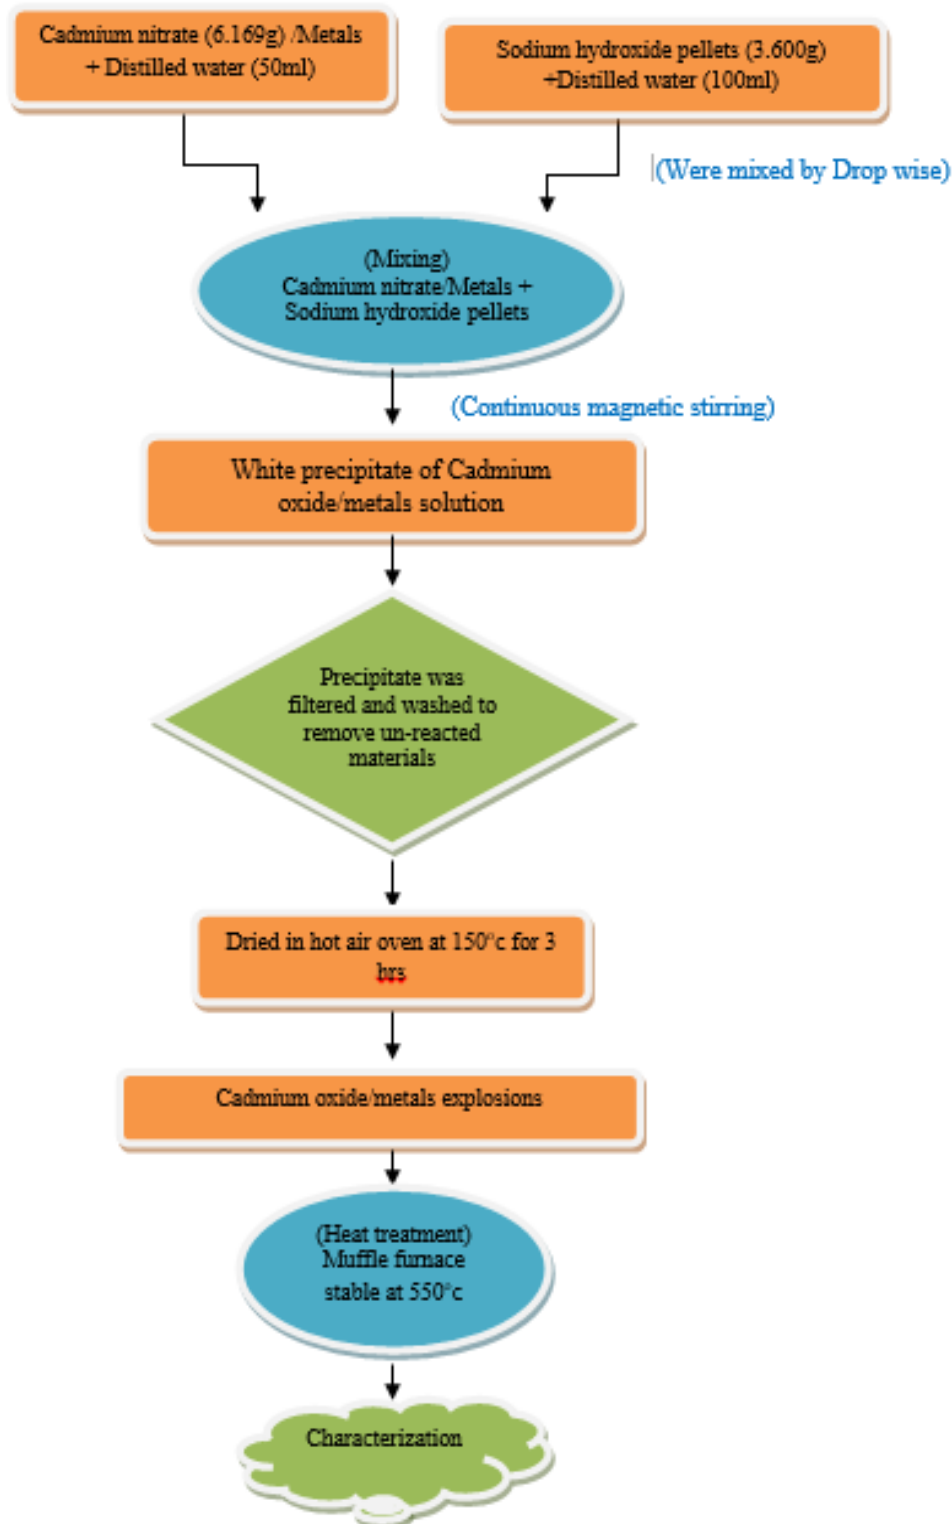 Cadmium nitrate (6.169g) /Metals
+ Distilled water (50ml)
Sodium hydroxide pellets (3.600g)
+Distilled water (100ml)
(Were mixed by Drop wise)
(Mixing)
Cadmium nitrate/Metals +
Sodium hydroxide pellets
(Continuous magnetic stirring)
White precipitate of Cadmium
oxide/metals solution
Precipitate was
filtered and washed to
remove un-reacted
materials
Dried in hot air oven at 150°c for 3
hrs
Cadmium oxide/metals explosions
(Heat treatment)
Muffle furnace
stable at 550°c
Characterization